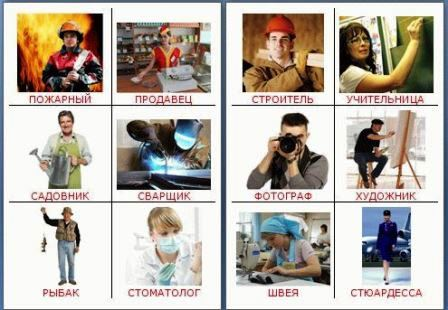 ПОЖАРНЫЙ
ПРОДАВЕЦ
САДОВНИК
СВАРЩИК
РЫБАК
СТОМАТОЛОГ
СТРОИТЕЛЬ
УЧИТЕЛЬНИЦА
ФОТОГРАФ
ХУДОЖНИК
ШВЕЯ
СТЮАРДЕССА